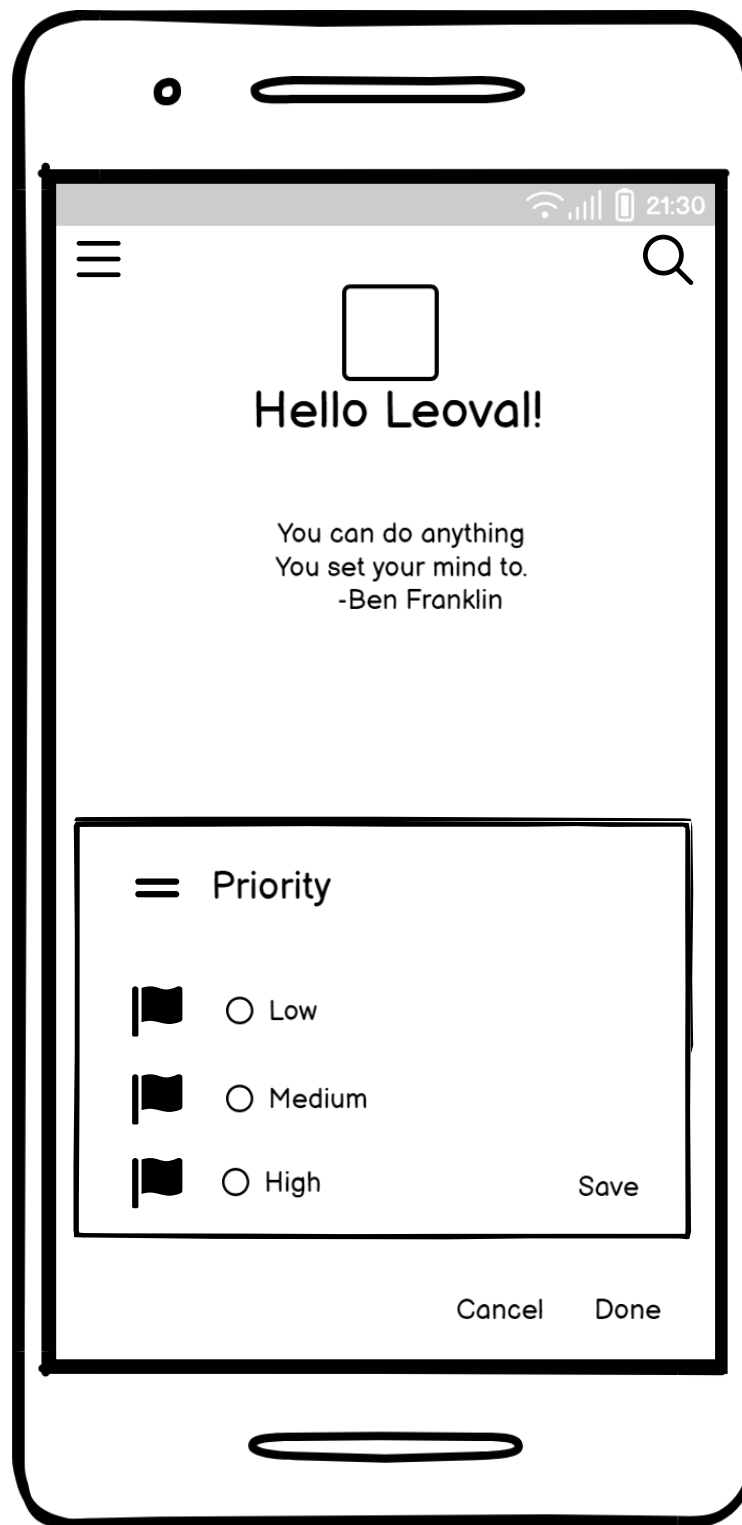 21:30
Hello Leoval!
You can do anything
You set your mind to.
-Ben Franklin
Priority
Low
Medium
High
Save
Cancel Done